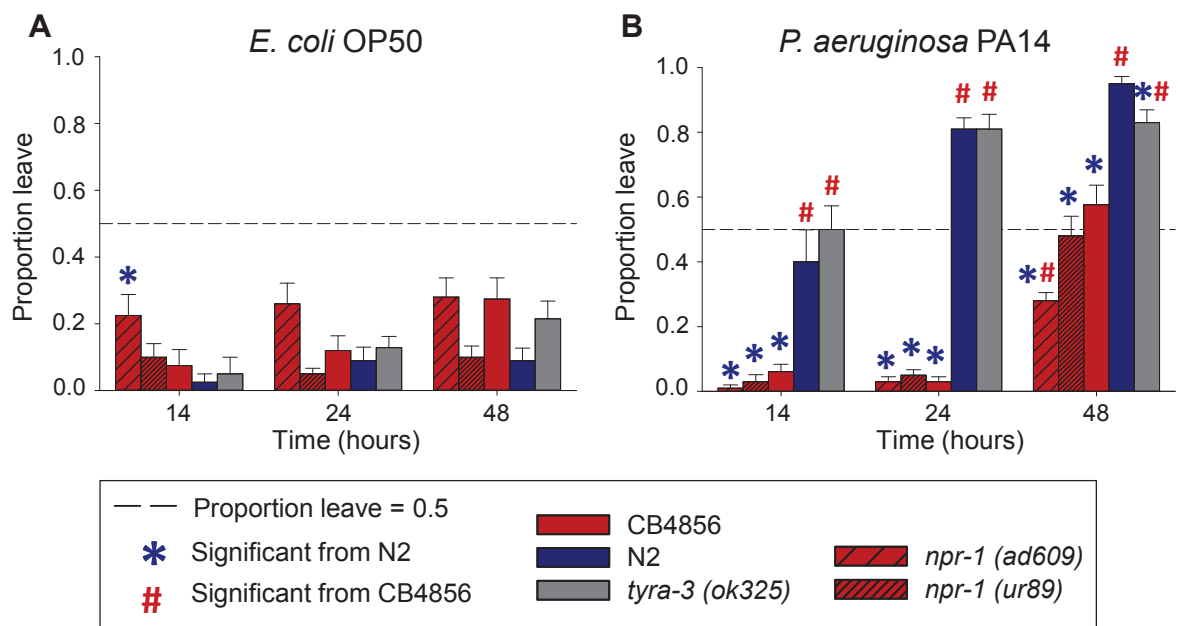 A
E. coli OP50
1.0
0.8
0.6
0.4
0.2
0.0
Proportion leave
*
14
24
48
Time (hours)
B
P. aeruginosa PA14
1.0
0.8
0.6
0.4
0.2
0.0
Proportion leave
* * * # #
* * * # #
*# * * # *#
14
24
48
Time (hours)
Proportion leave = 0.5
* Significant from N2
# Significant from CB4856
CB4856
N2
tyra-3 (ok325)
npr-1 (ad609)
npr-1 (ur89)